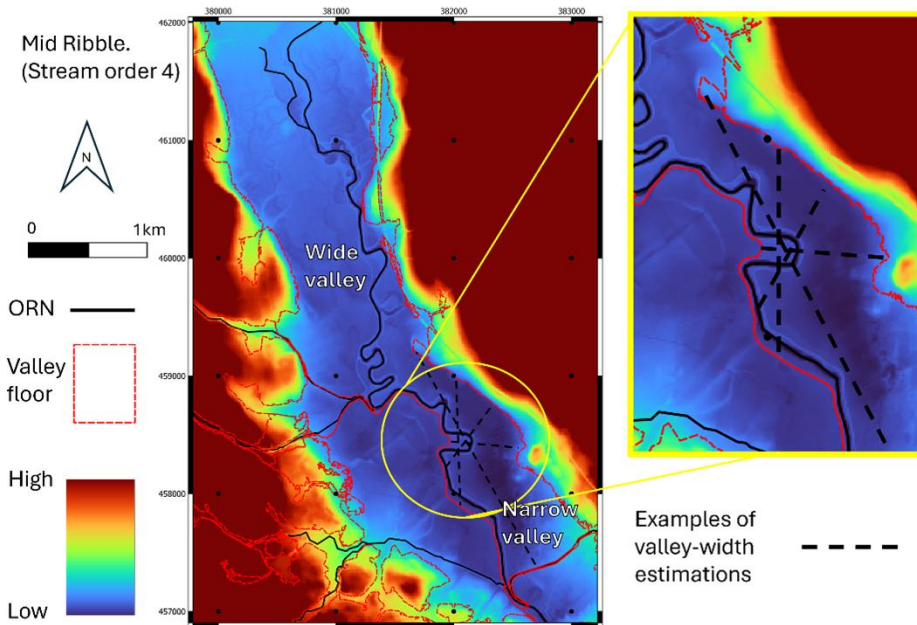 Mid Ribble.
(Stream order 4)
N
0 1km
ORN
Valley
floor
High
Low
380000 381000 382000 383000
462000
461000
460000
459000
458000
457000
Wide
valley
Narrow
valley
Examples of
valley-width
estimations